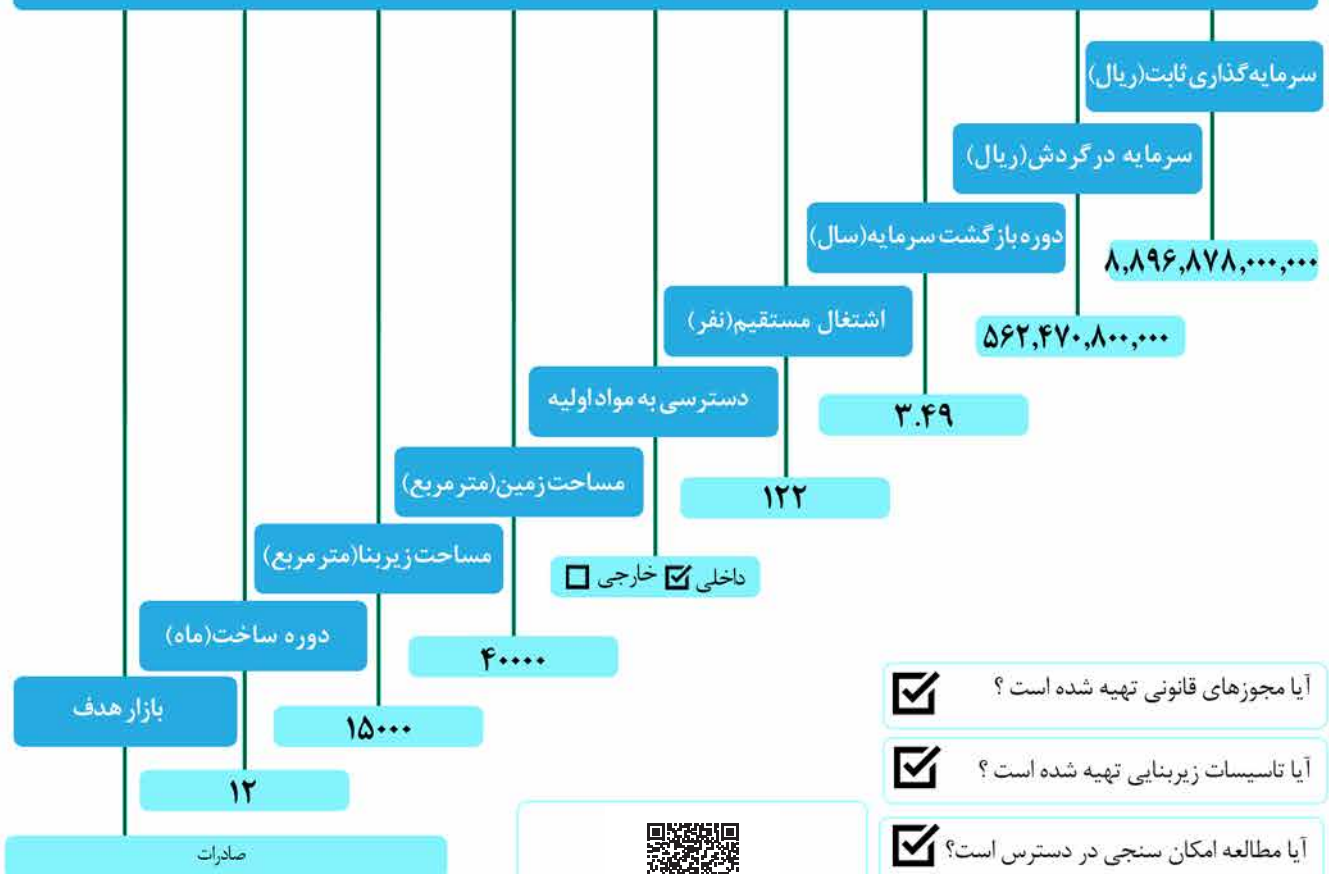 سرمایه‌گذاری ثابت(ریال)
۸,۸۹۶,۸۷۸,۰۰۰,۰۰۰
سرمایه در گردش(ریال)
۵۶۲,۴۷۰,۸۰۰,۰۰۰
دوره بازگشت سرمایه(سال)
۳.۴۹
اشتغال مستقیم(نفر)
۱۲۲
دسترسی به مواد اولیه
داخلی ☑ خارجی ☐
مساحت زمین(متر مربع)
۴۰۰۰۰
مساحت زیربنا(متر مربع)
۱۵۰۰۰
دوره ساخت(ماه)
۱۲
بازار هدف
صادرات
آیا مجوزهای قانونی تهیه شده است ؟ ☑
آیا تاسیسات زیربنایی تهیه شده است ؟ ☑
آیا مطالعه امکان سنجی در دسترس است؟ ☑